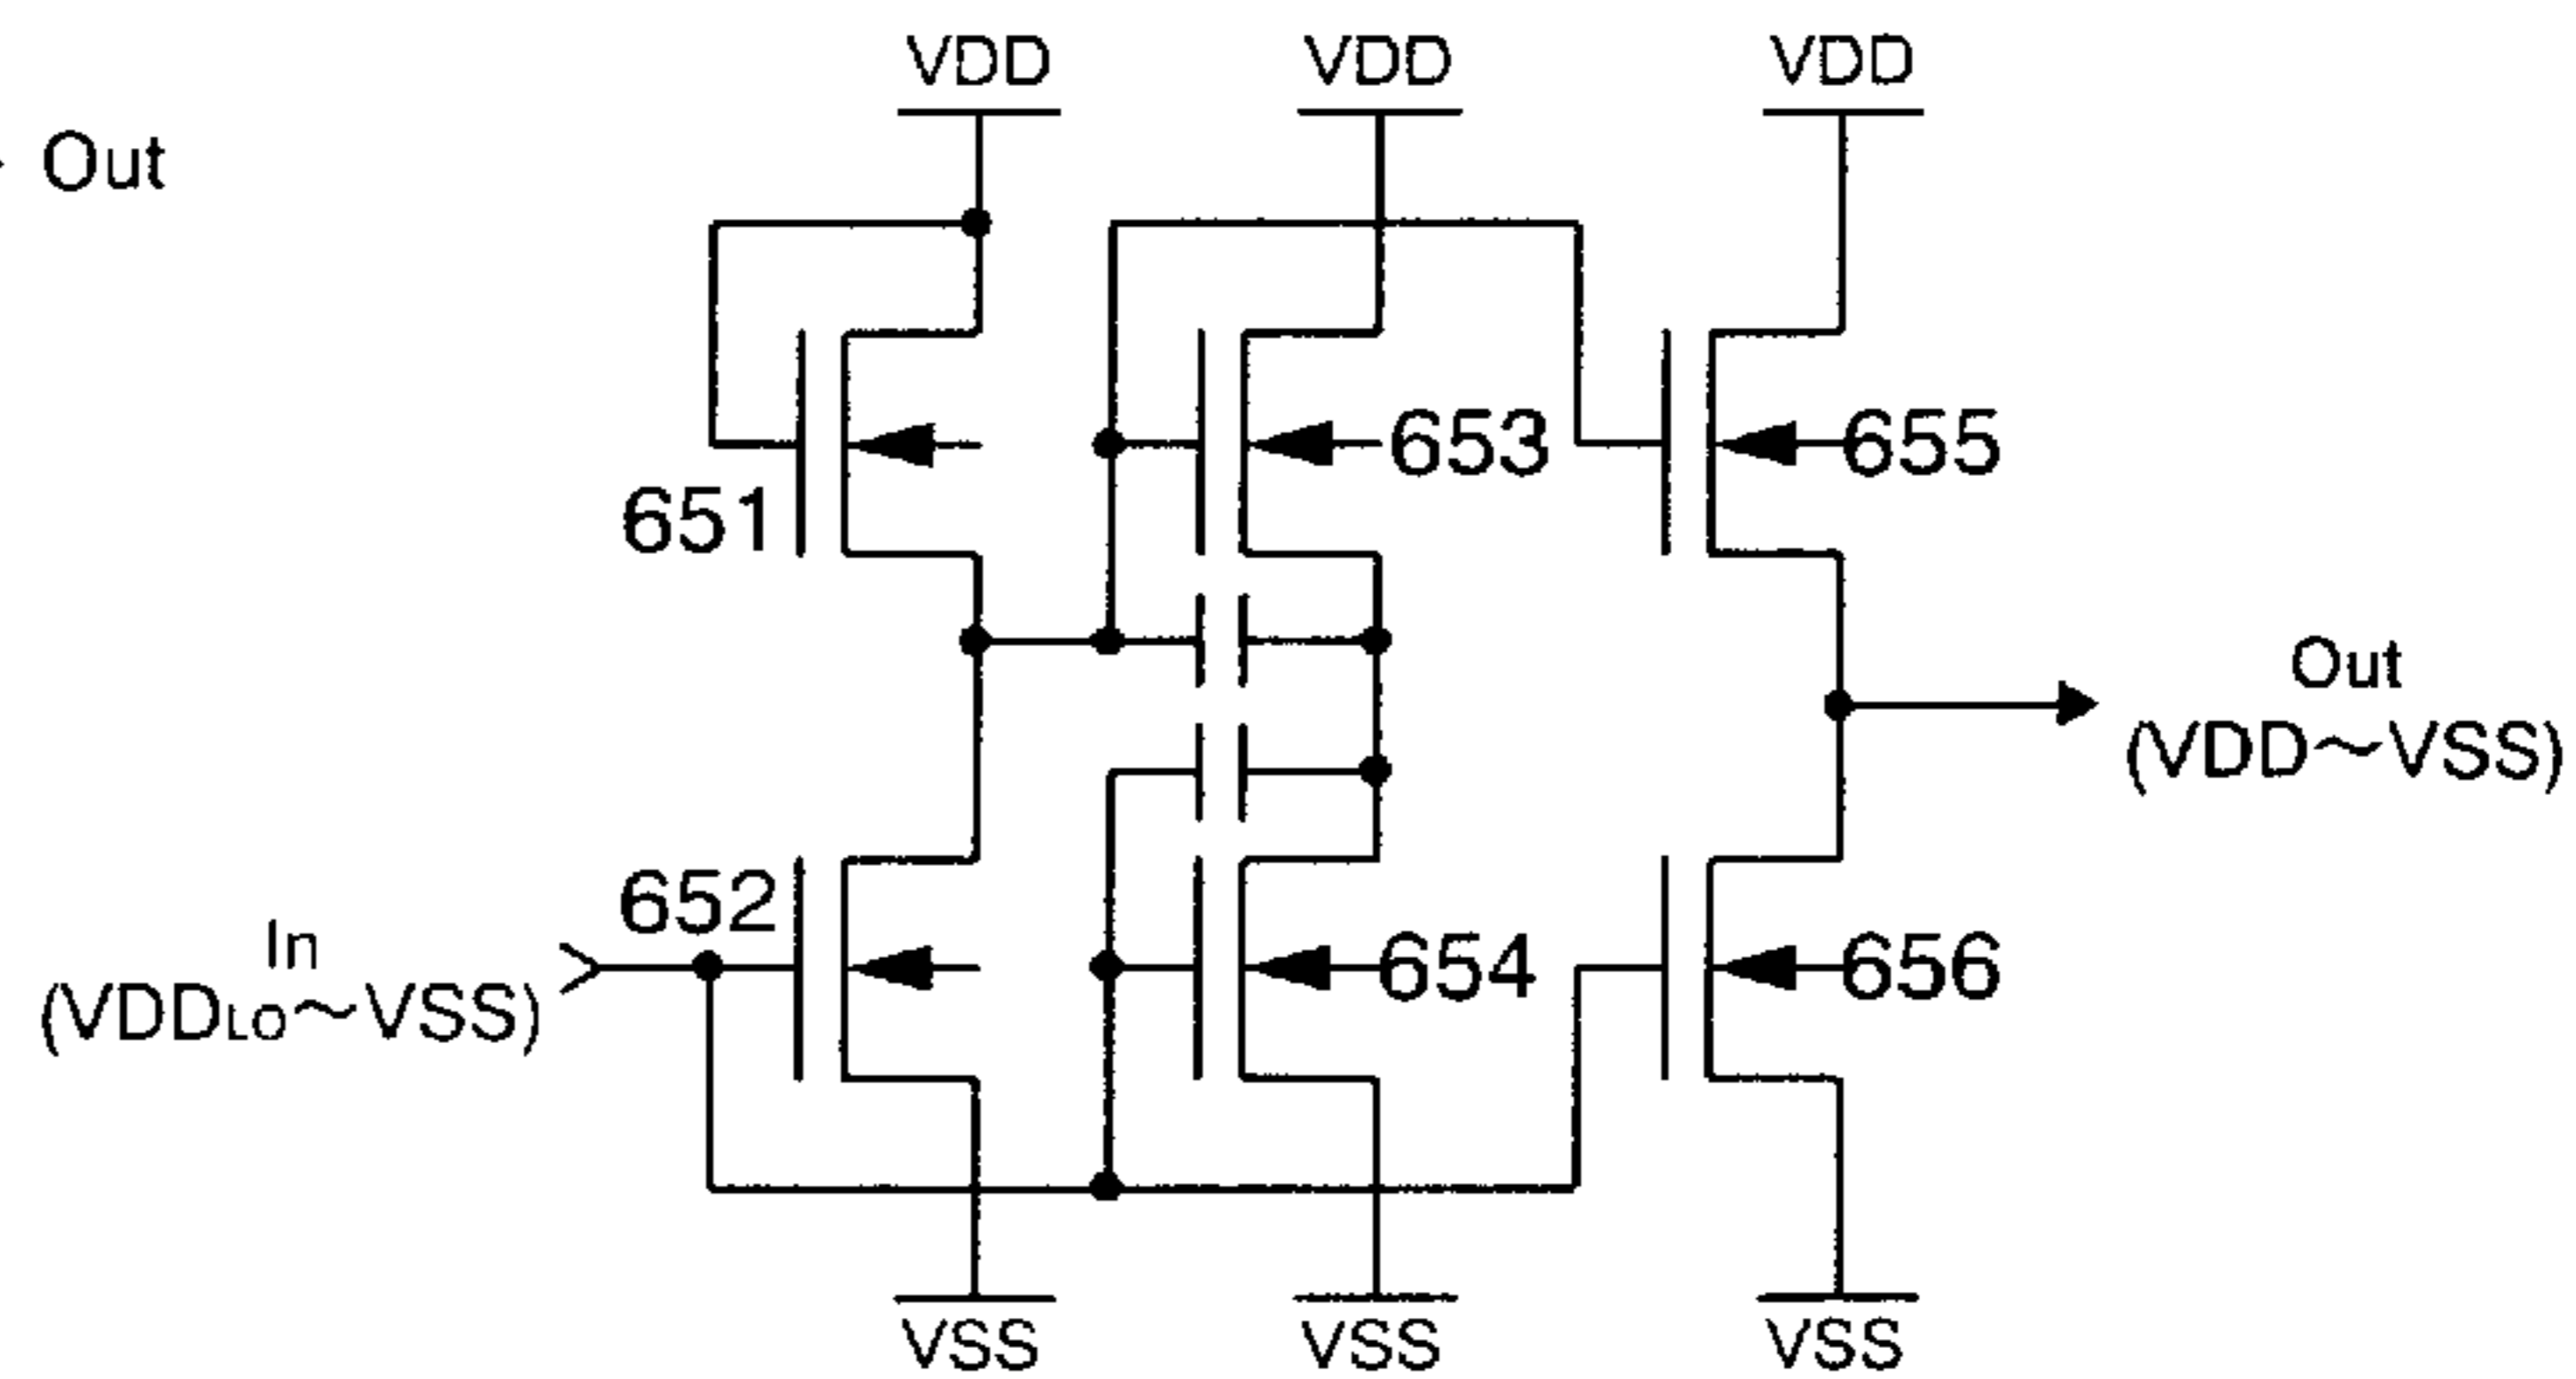 VDD
VDD
VDD
Out
651
653
655
652
654
656
In
(VDDLO~VSS)
Out
(VDD~VSS)
VSS
VSS
VSS